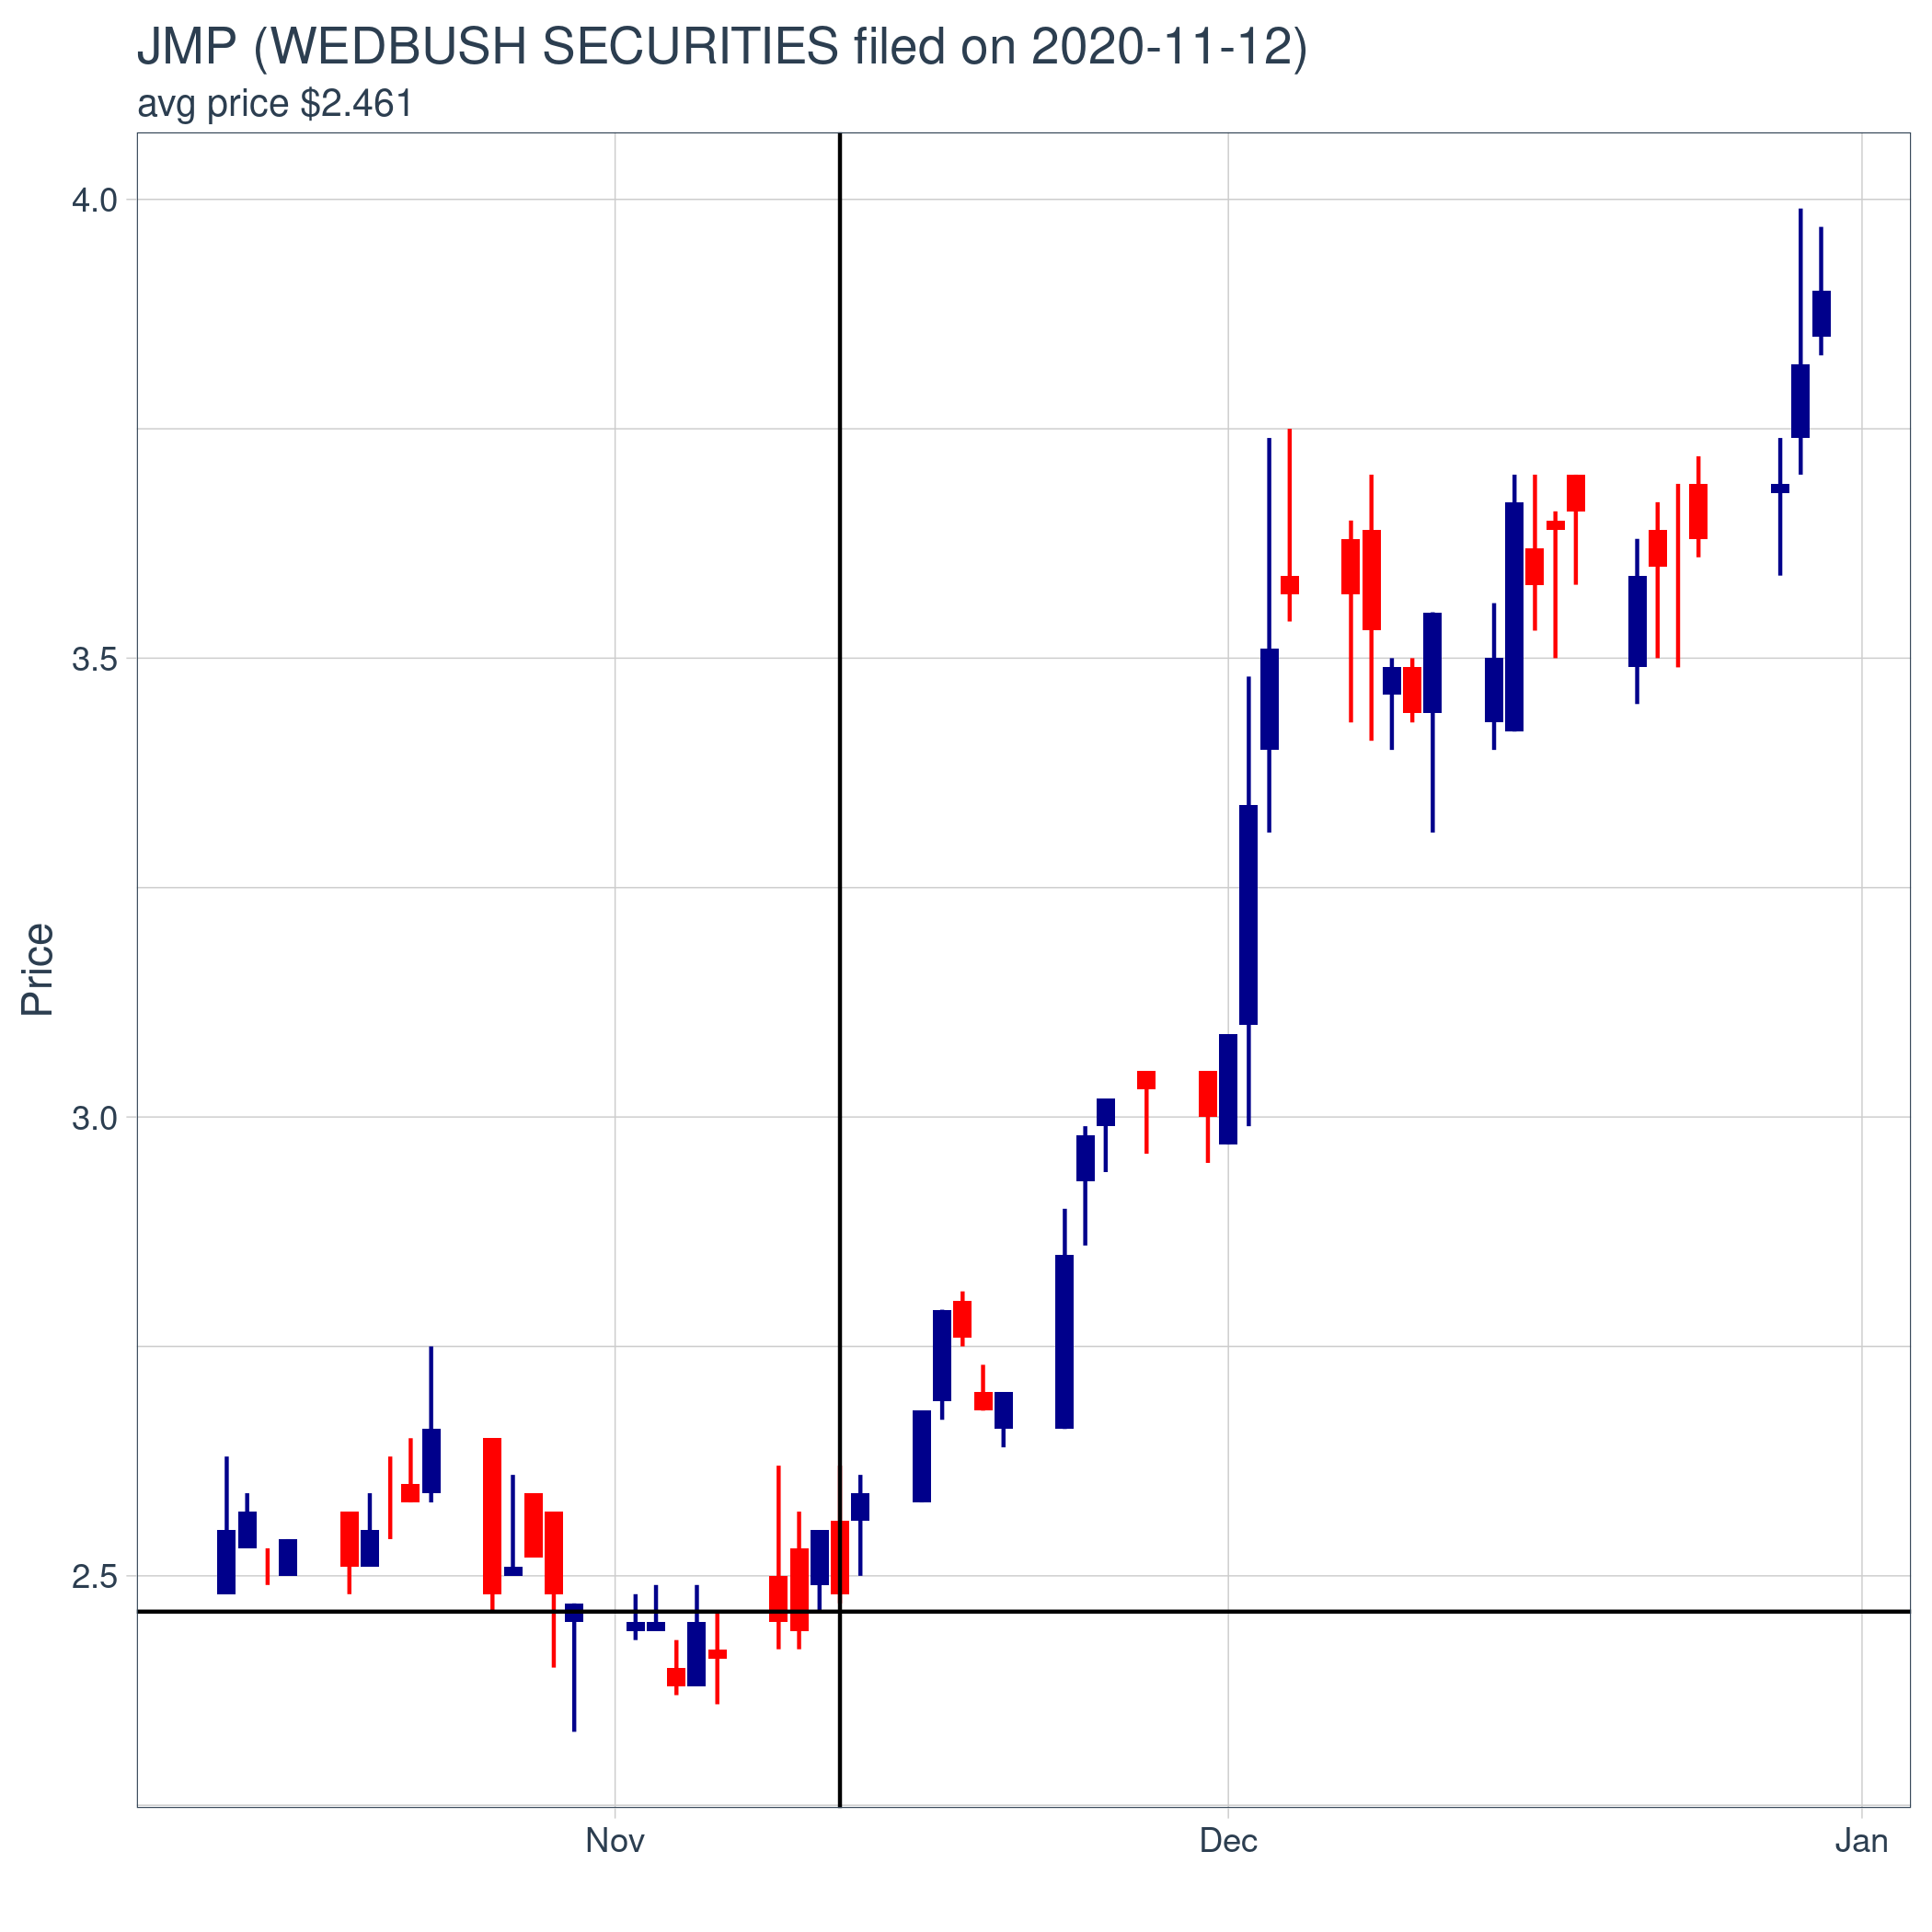 JMP (WEDBUSH SECURITIES filed on 2020-11-12)
avg price $2.461
4.0
3.5
3.0
2.5
Price
Nov
Dec
Jan